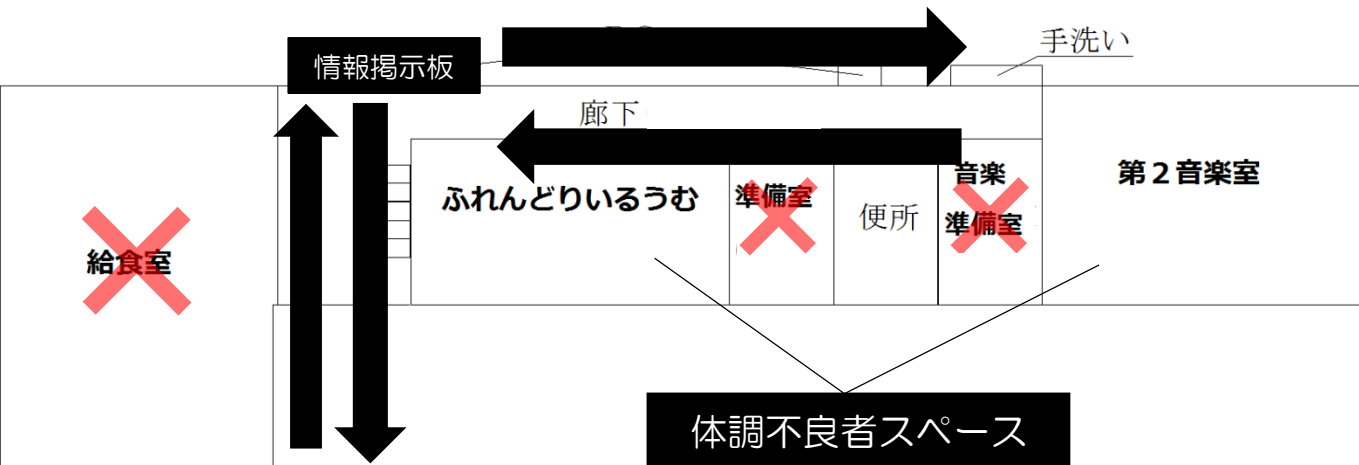 手洗い
情報掲示板
廊下
ふれんどりいるうむ
準備室
便所
音楽
準備室
第２音楽室
給食室
体調不良者スペース